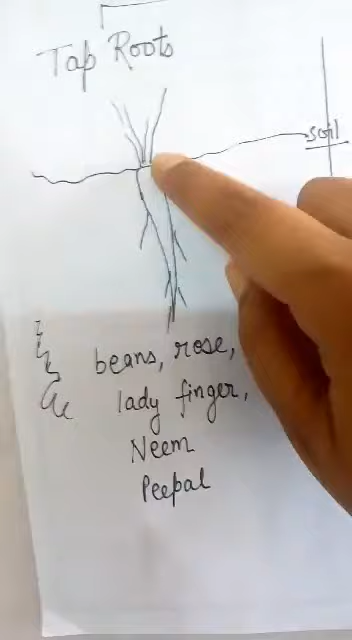 Tap Roots
soil
beans, rose,
lady finger,
Neem
Peepal